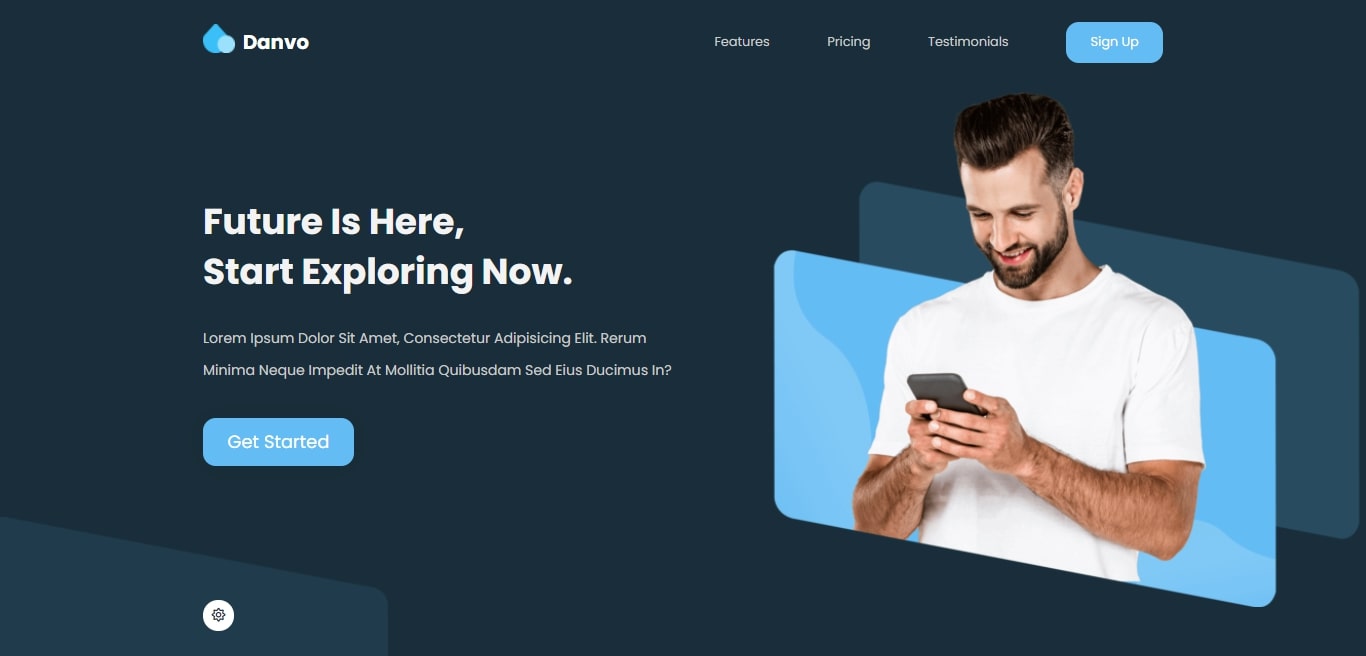 Danvo
Features
Pricing
Testimonials
Sign Up
Future Is Here,
Start Exploring Now.
Lorem Ipsum Dolor Sit Amet, Consectetur Adipisicing Elit. Rerum
Minima Neque Impedit At Mollitia Quibusdam Sed Eius Ducimus In?
Get Started